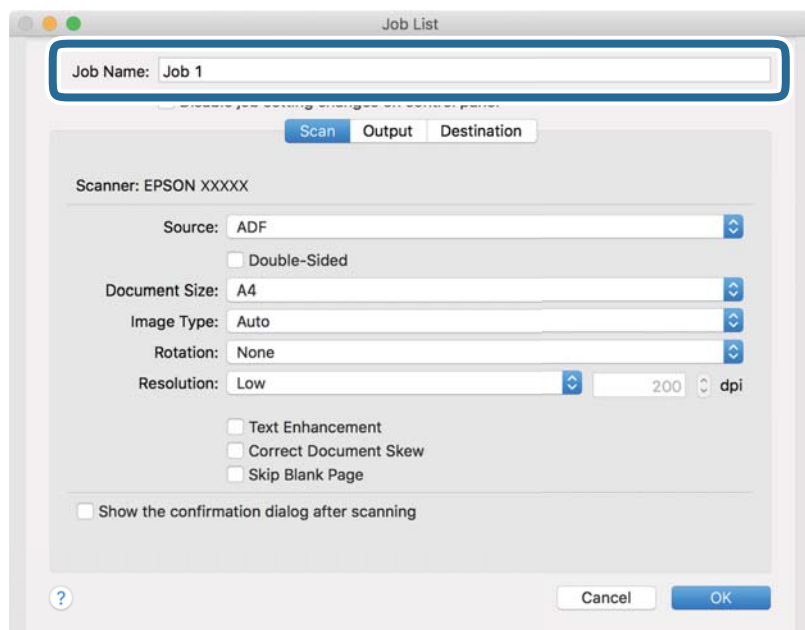 Job List
Job Name: Job 1
Scan Output Destination
Scanner: EPSON XXXXX
Source: ADF
Double-Sided
Document Size: A4
Image Type: Auto
Rotation: None
Resolution: Low 200 dpi
Text Enhancement
Correct Document Skew
Skip Blank Page
Show the confirmation dialog after scanning
? Cancel OK